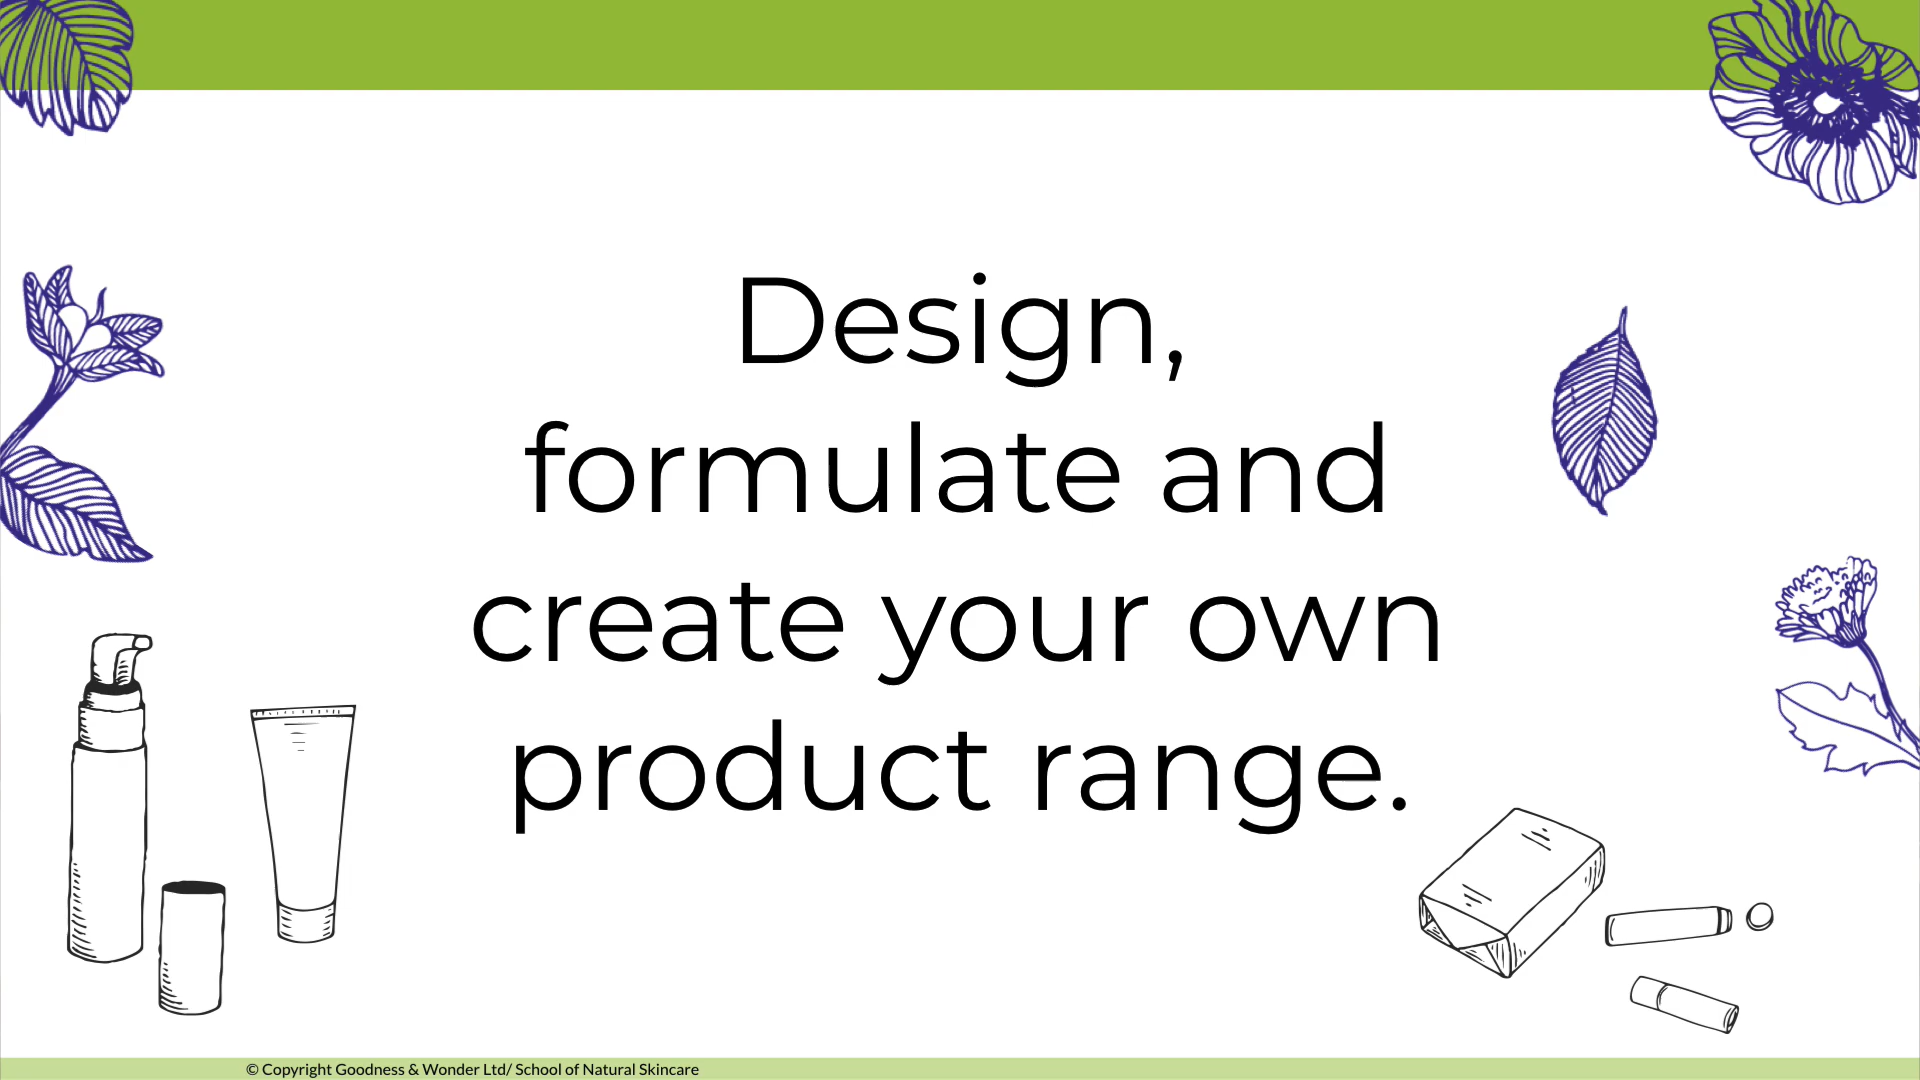 Design,
formulate and
create your own
product range.
© Copyright Goodness & Wonder Ltd/ School of Natural Skincare